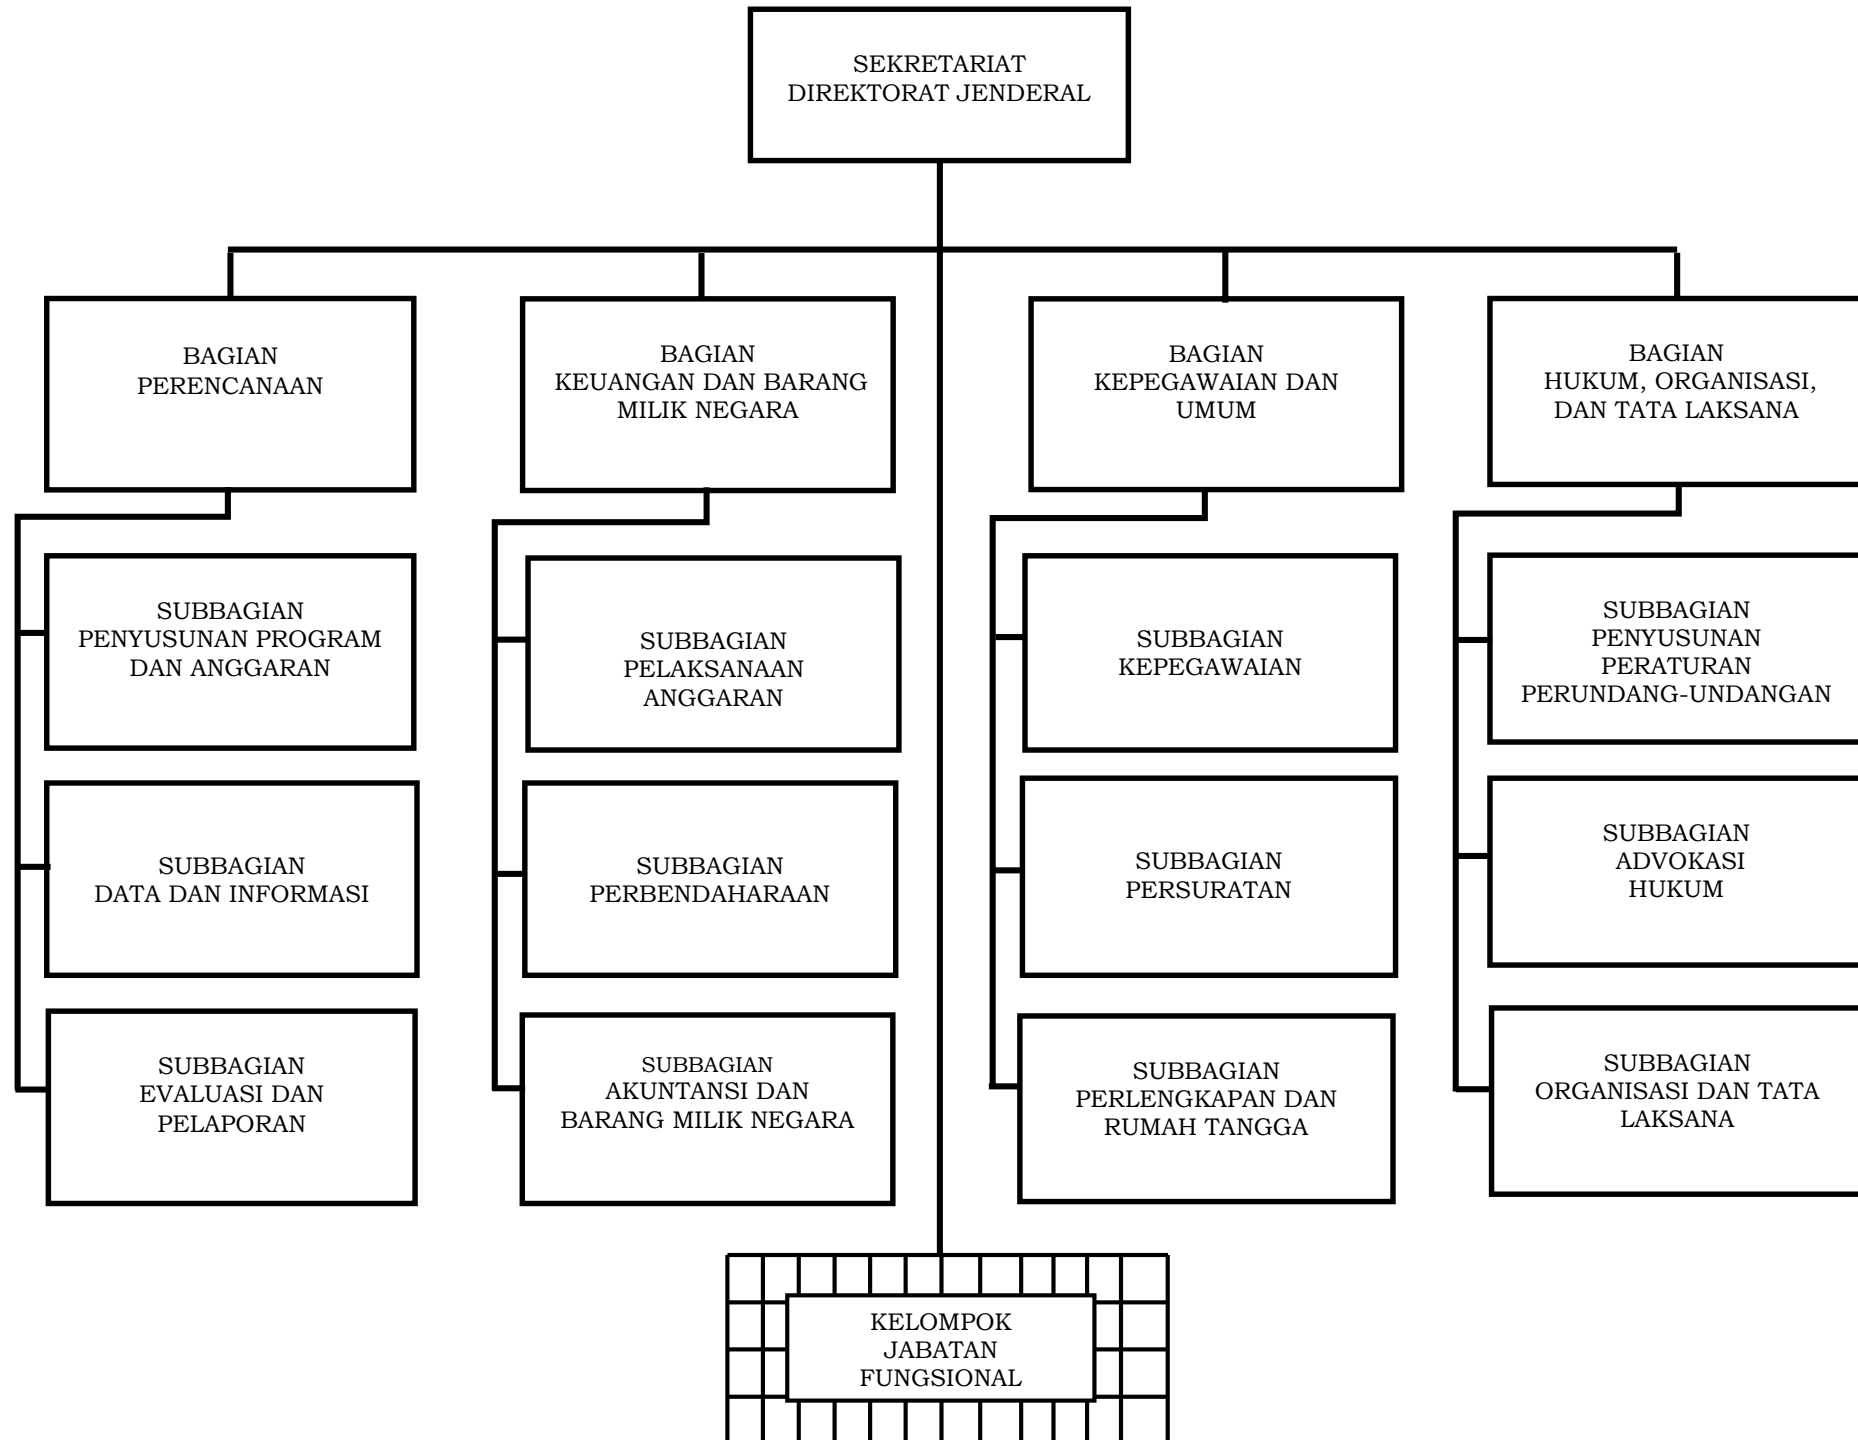 SEKRETARIAT
DIREKTORAT JENDERAL
BAGIAN
PERENCANAAN
BAGIAN
KEUANGAN DAN BARANG
MILIK NEGARA
BAGIAN
KEPEGAWAIAN DAN
UMUM
BAGIAN
HUKUM, ORGANISASI,
DAN TATA LAKSANA
SUBBAGIAN
PENYUSUNAN PROGRAM
DAN ANGGARAN
SUBBAGIAN
PELAKSANAAN
ANGGARAN
SUBBAGIAN
KEPEGAWAIAN
SUBBAGIAN
PENYUSUNAN
PERATURAN
PERUNDANG-UNDANGAN
SUBBAGIAN
DATA DAN INFORMASI
SUBBAGIAN
PERBENDAHARAAN
SUBBAGIAN
PERSURATAN
SUBBAGIAN
ADVOKASI
HUKUM
SUBBAGIAN
EVALUASI DAN
PELAPORAN
SUBBAGIAN
AKUNTANSI DAN
BARANG MILIK NEGARA
SUBBAGIAN
PERLENGKAPAN DAN
RUMAH TANGGA
SUBBAGIAN
ORGANISASI DAN TATA
LAKSANA
KELOMPOK
JABATAN
FUNGSIONAL